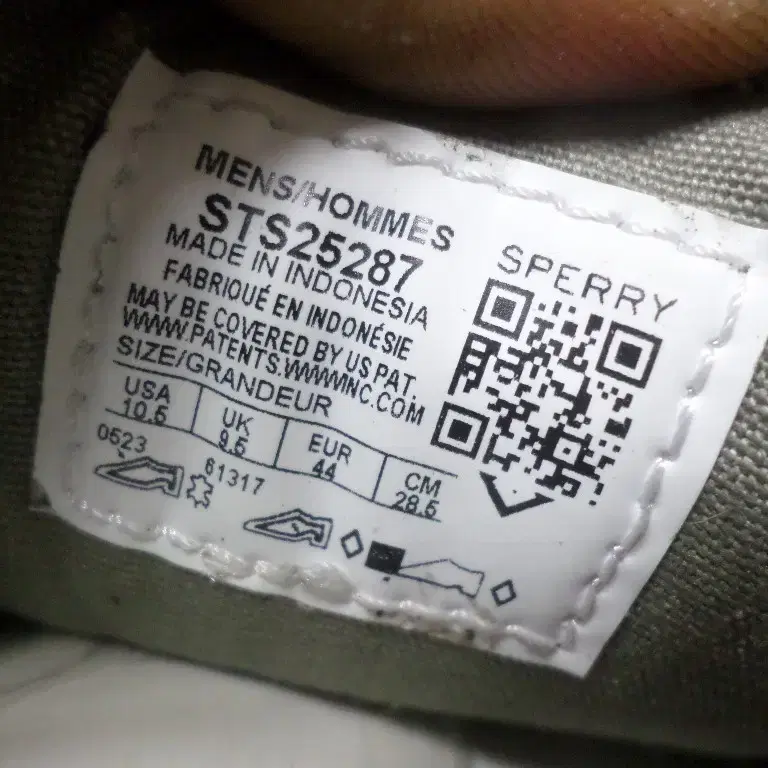 MENS/HOMMES
STS25287
MADE IN INDONESIA
FABRIQUÉ EN INDONÉSIE
MAY BE COVERED BY US PAT.
WWW.PATENTS.WWWINC.COM
SIZE/GRANDEUR
USA UK EUR CM
10.5 9.5 44 28.5
0523 61317
SPERRY